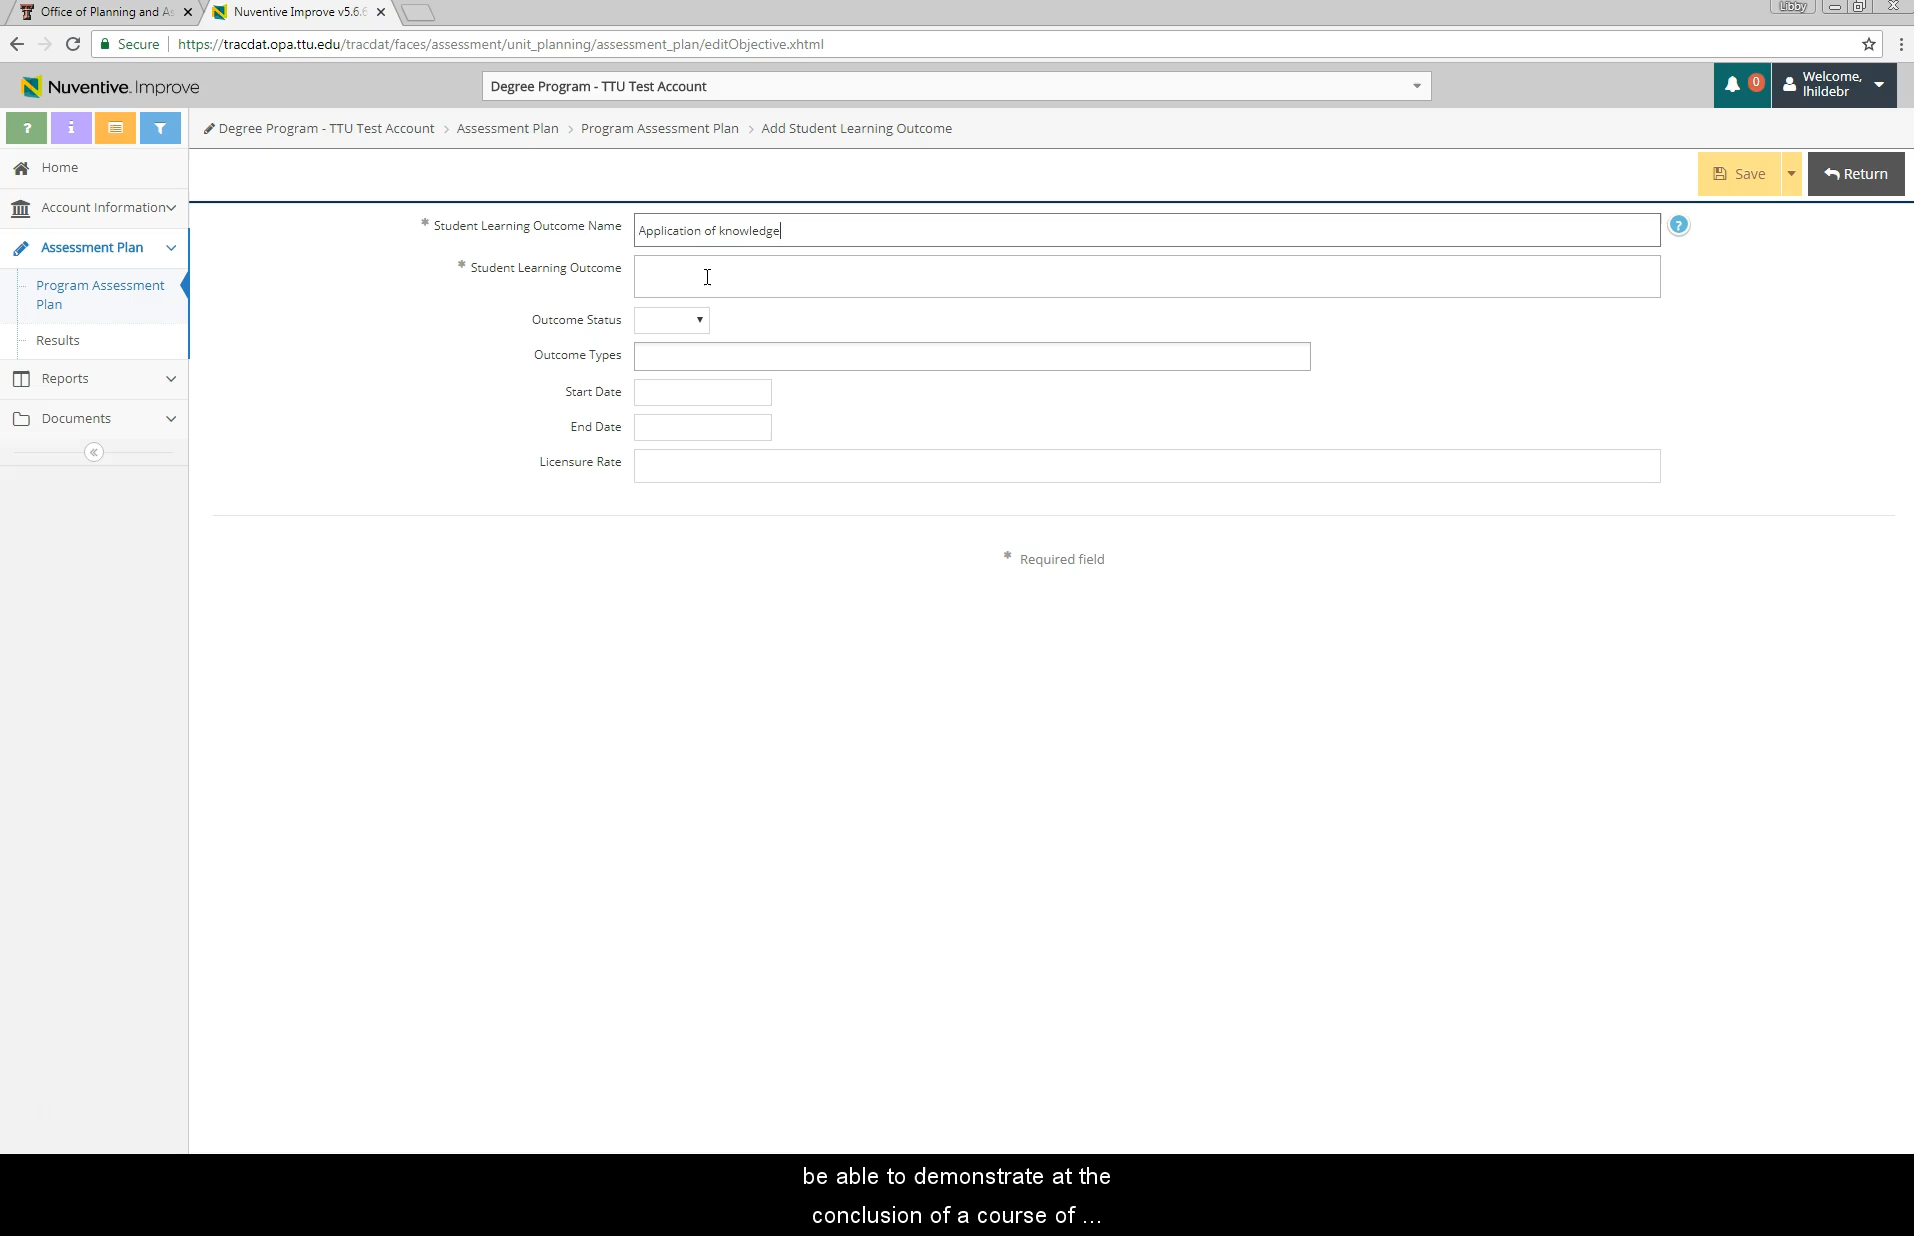 Office of Planning and As
Nuventive Improve v5.6.6
Libby
Secure
https://tracdat.opa.ttu.edu/tracdat/faces/assessment/unit_planning/assessment_plan/editObjective.xhtml
Nuventive. Improve
Degree Program - TTU Test Account
0
Welcome,
lhildebr
? i
Degree Program - TTU Test Account > Assessment Plan > Program Assessment Plan > Add Student Learning Outcome
Home
Save
Return
Account Information
* Student Learning Outcome Name
Application of knowledge
?
Assessment Plan
* Student Learning Outcome
Program Assessment
Plan
Outcome Status
Results
Outcome Types
Reports
Start Date
Documents
End Date
Licensure Rate
* Required field
be able to demonstrate at the
conclusion of a course of ...